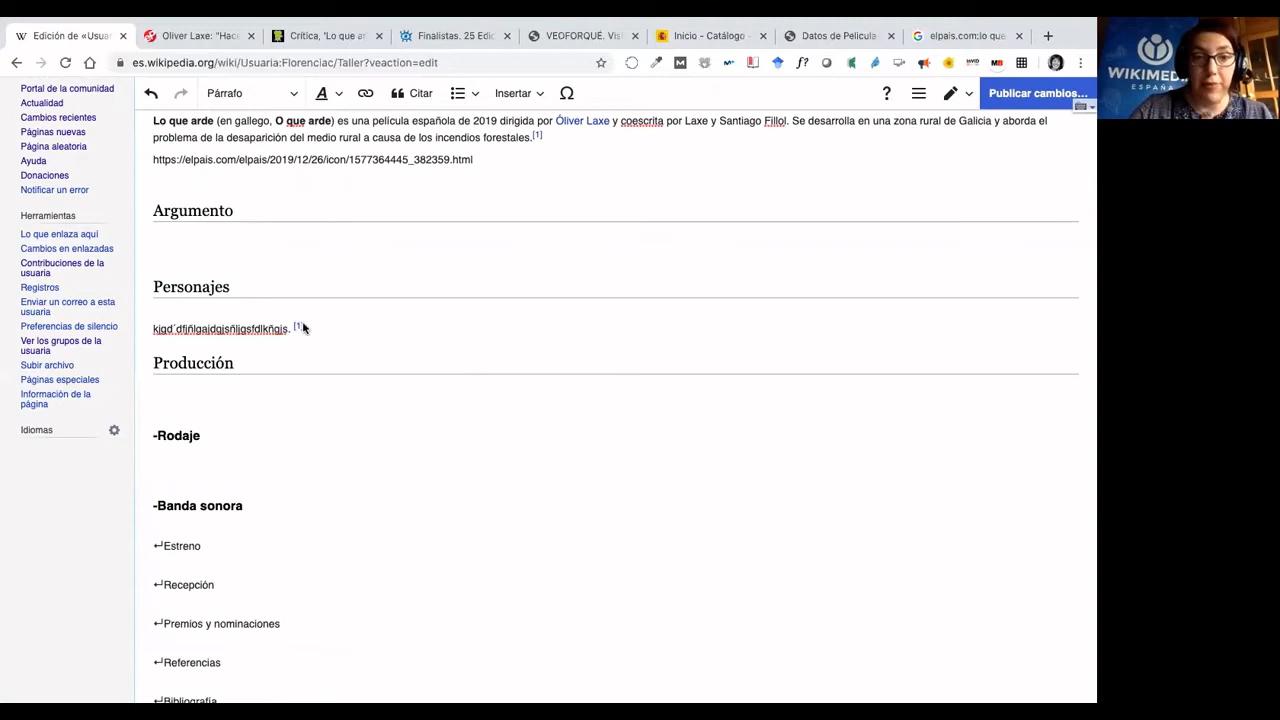 Edición de «Usuar
Oliver Laxe: "Hace
Crítica, 'Lo que ar
Finalistas. 25 Edic
VEOFORQUÉ. Vis
Inicio - Catálogo
Datos de Película
elpais.com:lo que
es.wikipedia.org/wiki/Usuaria:Florenciac/Taller?veaction=edit
Párrafo
A
Citar
Insertar
Ω
?
Publicar cambios...
WIKIMEDIA
ESPAÑA
Portal de la comunidad
Actualidad
Cambios recientes
Páginas nuevas
Página aleatoria
Ayuda
Donaciones
Notificar un error
Herramientas
Lo que enlaza aquí
Cambios en enlazadas
Contribuciones de la
usuaria
Registros
Enviar un correo a esta
usuaria
Preferencias de silencio
Ver los grupos de la
usuaria
Subir archivo
Páginas especiales
Información de la
página
Idiomas
Lo que arde (en gallego, O que arde) es una película española de 2019 dirigida por Óliver Laxe y coescrita por Laxe y Santiago Fillol. Se desarrolla en una zona rural de Galicia y aborda el
problema de la desaparición del medio rural a causa de los incendios forestales.[1]
https://elpais.com/elpais/2019/12/26/icon/1577364445_382359.html
Argumento
Personajes
[1]
Producción
-Rodaje
-Banda sonora
↵Estreno
↵Recepción
↵Premios y nominaciones
↵Referencias
↵Bibliografía